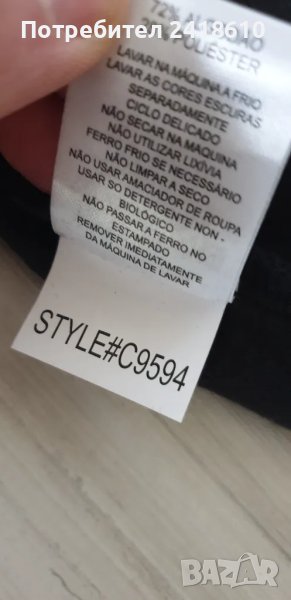 Потребител 2418610
72%
POLIESTER
LAVAR NA MÁQUINA A FRIO
LAVAR AS CORES ESCURAS
SEPARADAMENTE
CICLO DELICADO
NÃO SECAR NA MÁQUINA
NÃO UTILIZAR LIXÍVIA
FERRO FRIO SE NECESSÁRIO
NÃO LIMPAR A SECO
NÃO USAR AMACIADOR DE ROUPA
USAR SO DETERGENTE NON -
BIOLÓGICO
NÃO PASSAR A FERRO NO
ESTAMPADO
REMOVER IMEDIATAMENTE
DA MÁQUINA DE LAVAR
STYLE#C9594
BAZAR